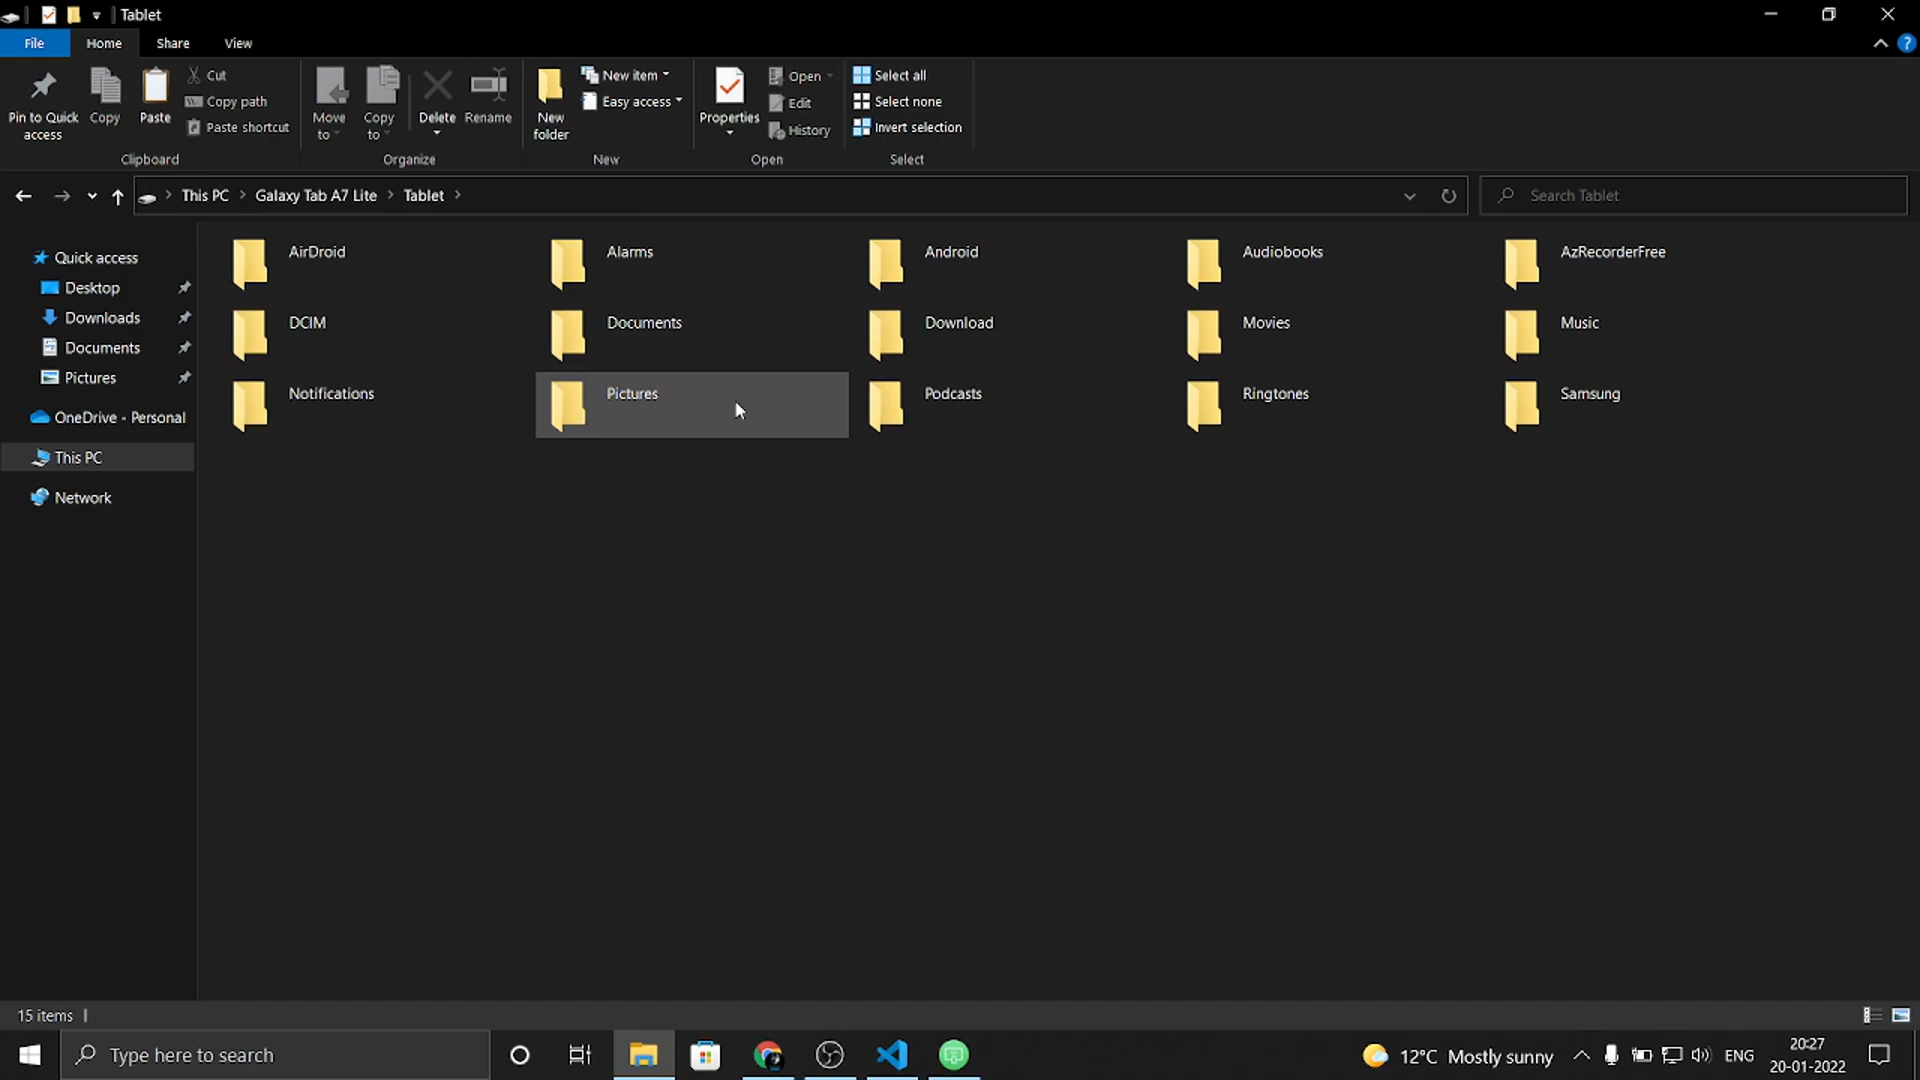 Tablet
File Home Share View
Pin to Quick access
Copy
Paste
Cut
Copy path
Paste shortcut
Clipboard
Move to
Copy to
Delete
Rename
Organize
New folder
New item
Easy access
New
Properties
Open
Edit
History
Open
Select all
Select none
Invert selection
Select
This PC Galaxy Tab A7 Lite Tablet
Search Tablet
Quick access
Desktop
Downloads
Documents
Pictures
OneDrive - Personal
This PC
Network
AirDroid Alarms Android Audiobooks AzRecorderFree
DCIM Documents Download Movies Music
Notifications Pictures Podcasts Ringtones Samsung
15 items
Type here to search
12°C Mostly sunny
ENG
20:27
20-01-2022